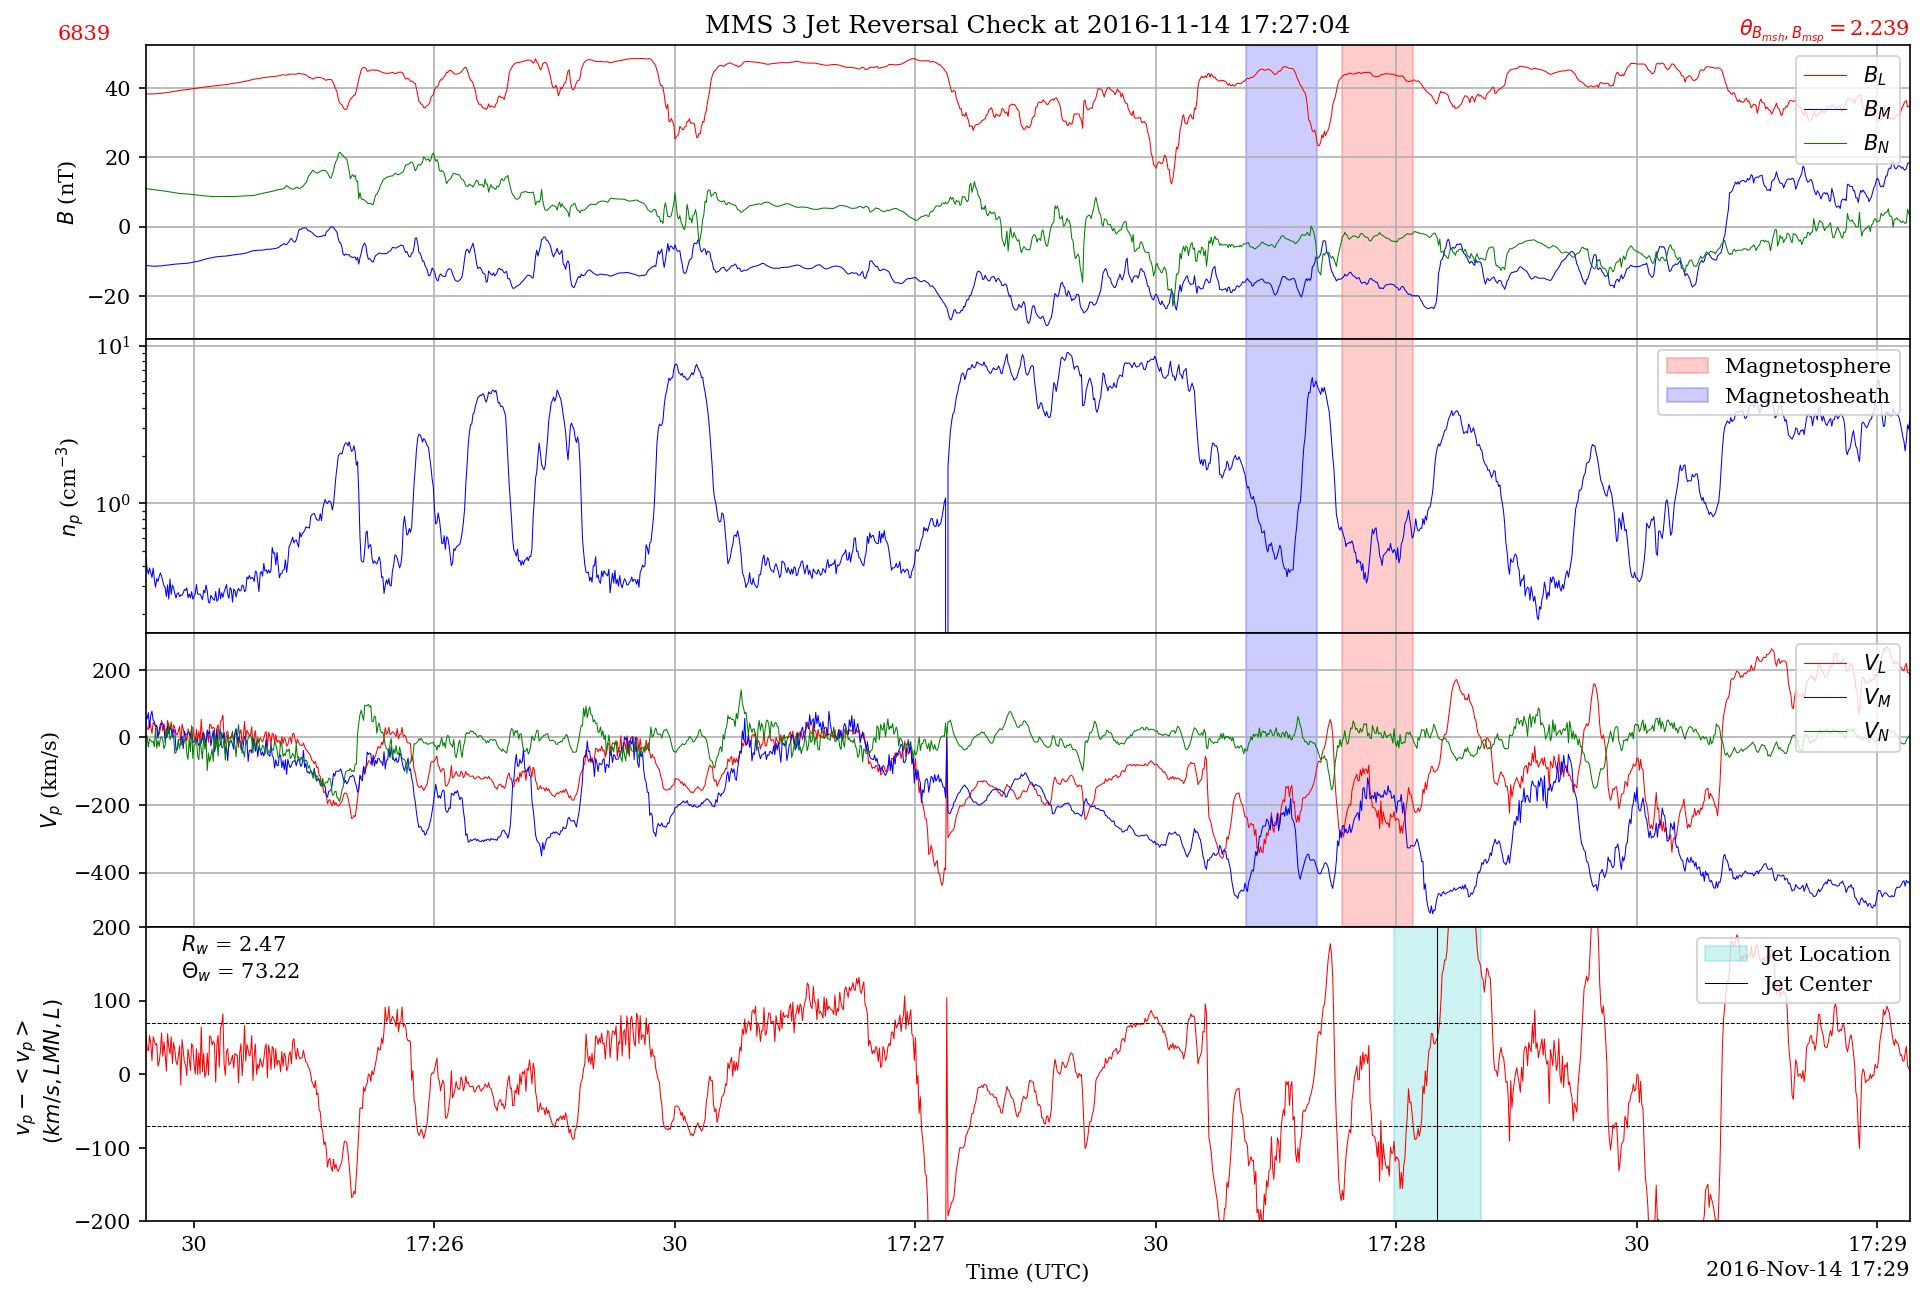 6839
MMS 3 Jet Reversal Check at 2016-11-14 17:27:04
θ_{B_{msh}, B_{msp}} = 2.239
40
20
0
−20
B (nT)
B_L
B_M
B_N
10^1
10^0
n_p (cm^{−3})
Magnetosphere
Magnetosheath
200
0
−200
−400
V_p (km/s)
V_L
V_M
V_N
200
100
0
−100
−200
v_p − <v_p>
(km/s, LMN, L)
R_w = 2.47
Θ_w = 73.22
Jet Location
Jet Center
30
17:26
30
17:27
30
17:28
30
17:29
Time (UTC)
2016-Nov-14 17:29